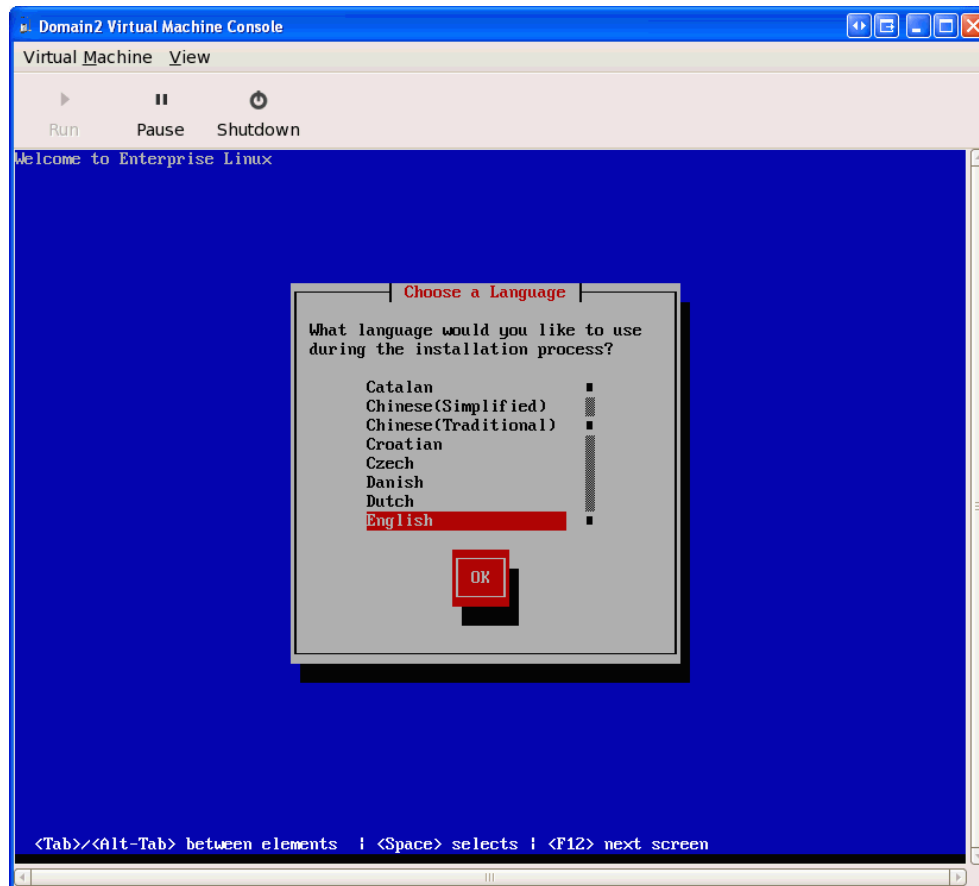 Domain2 Virtual Machine Console
Virtual Machine View
Run Pause Shutdown
Welcome to Enterprise Linux
Choose a Language
What language would you like to use
during the installation process?
Catalan
Chinese(Simplified)
Chinese(Traditional)
Croatian
Czech
Danish
Dutch
English
OK
<Tab>/<Alt-Tab> between elements | <Space> selects | <F12> next screen